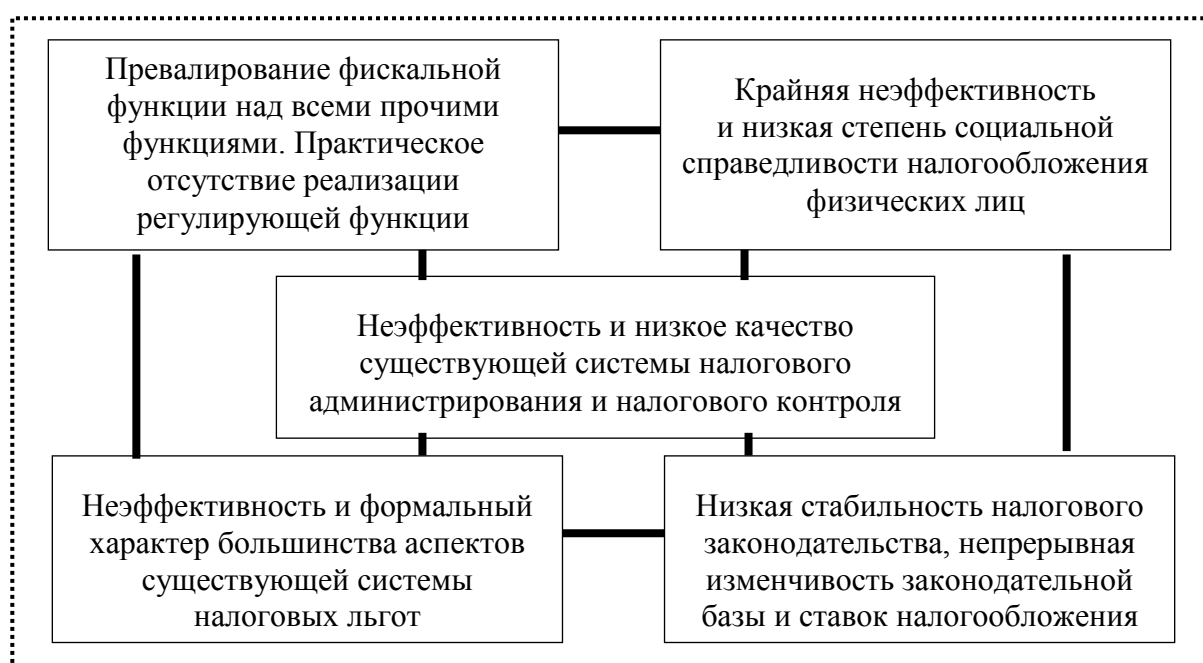 Превалирование фискальной
функции над всеми прочими
функциями. Практическое
отсутствие реализации
регулирующей функции
Крайняя неэффективность
и низкая степень социальной
справедливости налогообложения
физических лиц
Неэффективность и низкое качество
существующей системы налогового
администрирования и налогового контроля
Неэффективность и формальный
характер большинства аспектов
существующей системы
налоговых льгот
Низкая стабильность налогового
законодательства, непрерывная
изменчивость законодательной
базы и ставок налогообложения